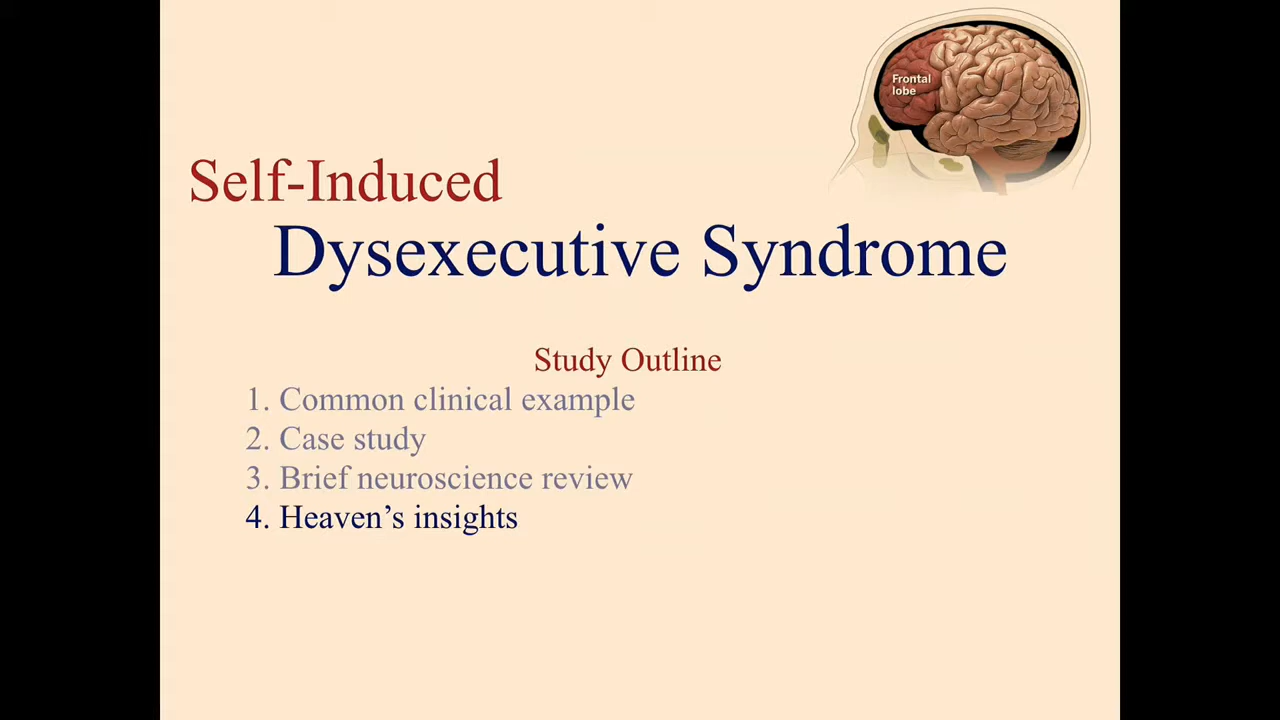 Frontal
lobe
Self-Induced
Dysexecutive Syndrome
Study Outline
1. Common clinical example
2. Case study
3. Brief neuroscience review
4. Heaven’s insights